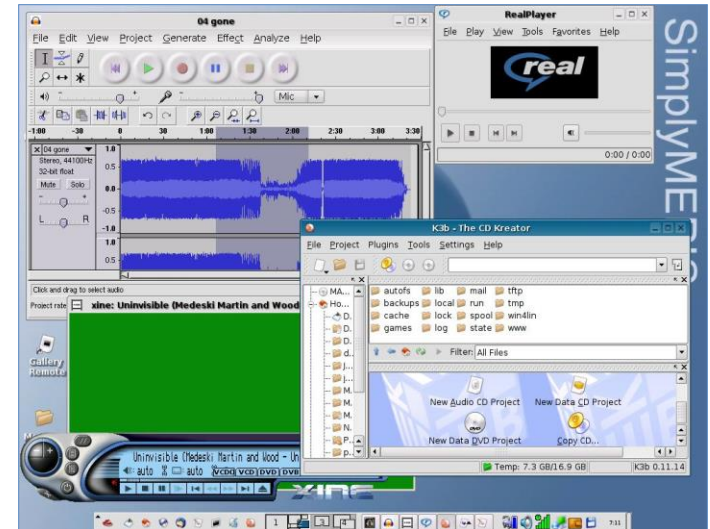 04 gone
File Edit View Project Generate Effect Analyze Help
Mic
-1:00 -30 0 30 1:00 1:30 2:00 2:30 3:00 3:30
04 gone
Stereo, 44100Hz
32-bit float
Mute Solo
L R
1.0
0.5
0.0
-0.5
-1.0
1.0
0.5
Click and drag to select audio
Project rate
RealPlayer
File Play View Tools Favorites Help
real
0:00 / 0:00
SimplyMEPIS
K3b - The CD Kreator
File Project Plugins Tools Settings Help
MA...
Ho...
D.
D.
D.
d.
J...
j...
M.
M.
M.
N.
P.
p.
autofs lib mail tftp
backups local run tmp
cache lock spool win4lin
games log state www
Filter: All Files
New Audio CD Project New Data CD Project
New Data DVD Project Copy CD...
Temp: 7.3 GB/16.9 GB K3b 0.11.14
xine: Uninvisible (Medeski Martin and Wood
Gallery
Remote
Uninvisible (Medeski Martin and Wood - Un
auto auto VCDO VCD DVD DVB
XINE
1 4 7:11